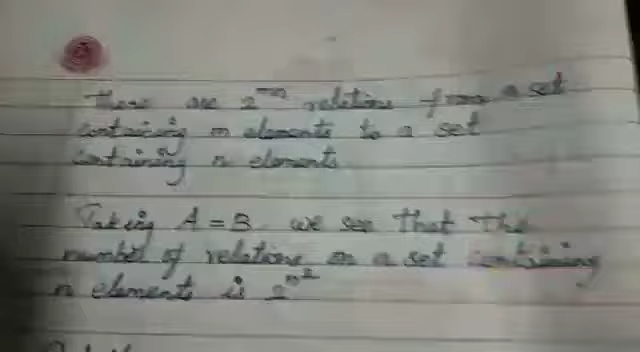 There are 2^mn relations from a set
containing m elements to a set
containing n elements
Taking A = B we see that the
number of relations on a set containing
n elements is 2^n²